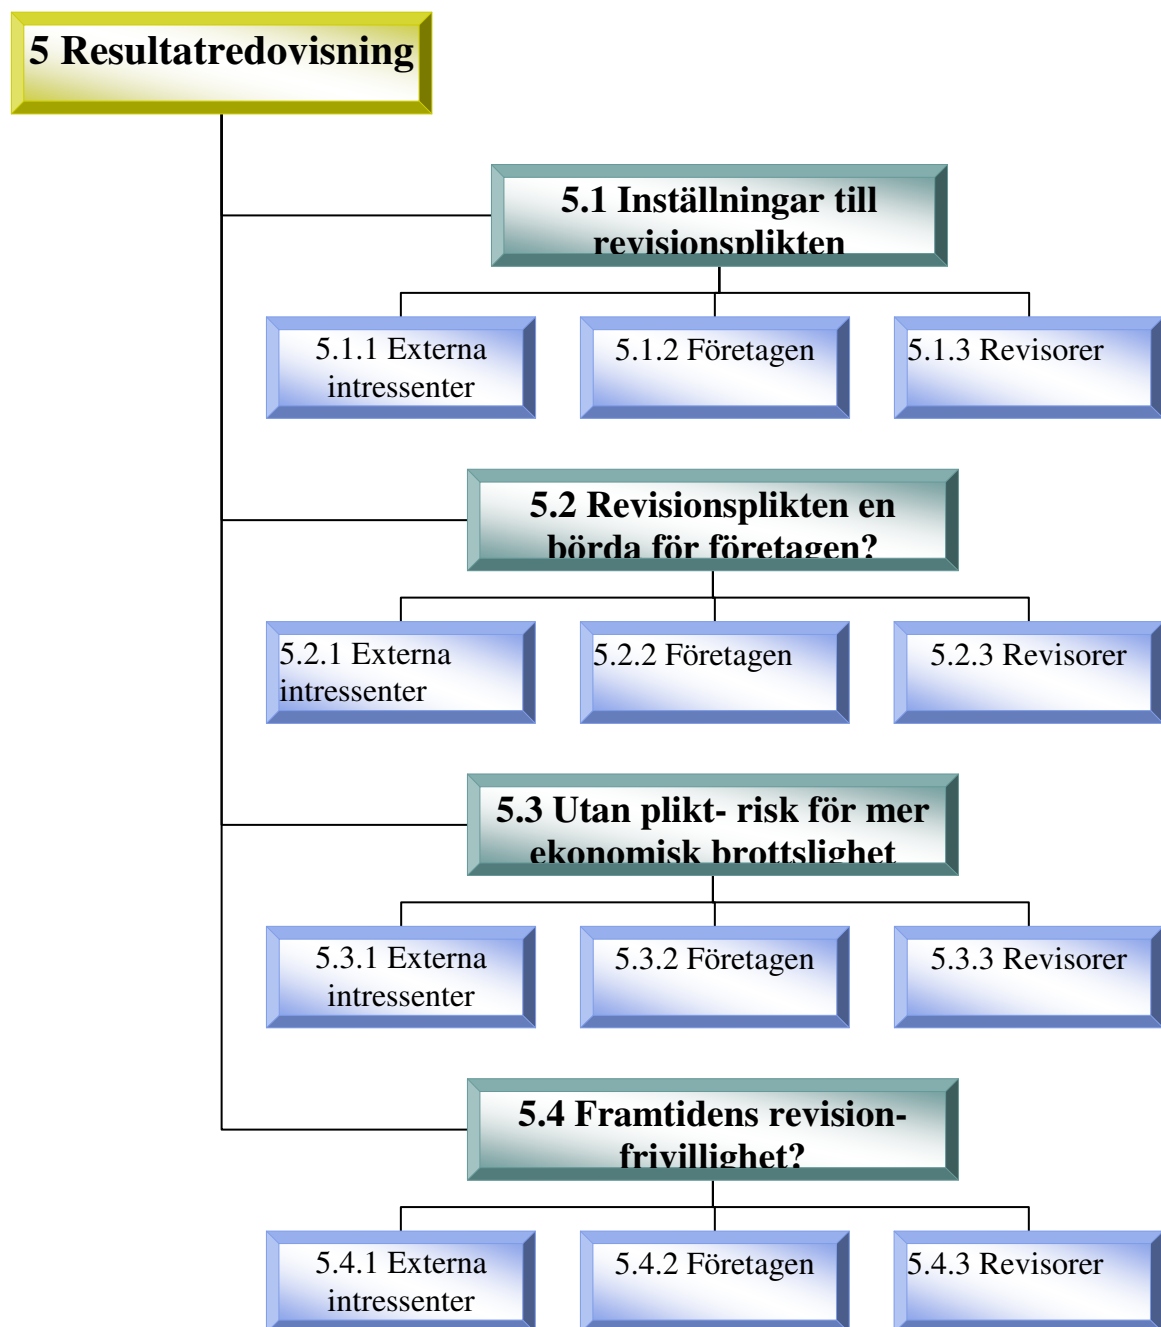 5 Resultatredovisning
5.1 Inställningar till
revisionsplikten
5.1.1 Externa
intressenter
5.1.2 Företagen
5.1.3 Revisorer
5.2 Revisionsplikten en
börda för företagen?
5.2.1 Externa
intressenter
5.2.2 Företagen
5.2.3 Revisorer
5.3 Utan plikt- risk för mer
ekonomisk brottslighet
5.3.1 Externa
intressenter
5.3.2 Företagen
5.3.3 Revisorer
5.4 Framtidens revision-
frivillighet?
5.4.1 Externa
intressenter
5.4.2 Företagen
5.4.3 Revisorer